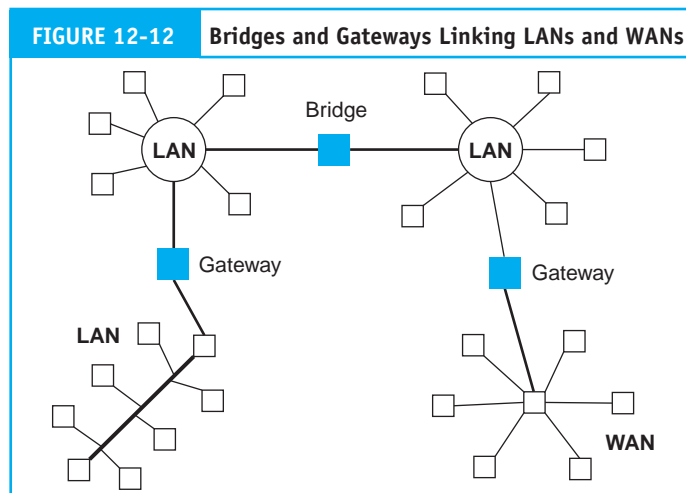 FIGURE 12-12 Bridges and Gateways Linking LANs and WANs
Bridge
LAN LAN
Gateway Gateway
LAN
WAN